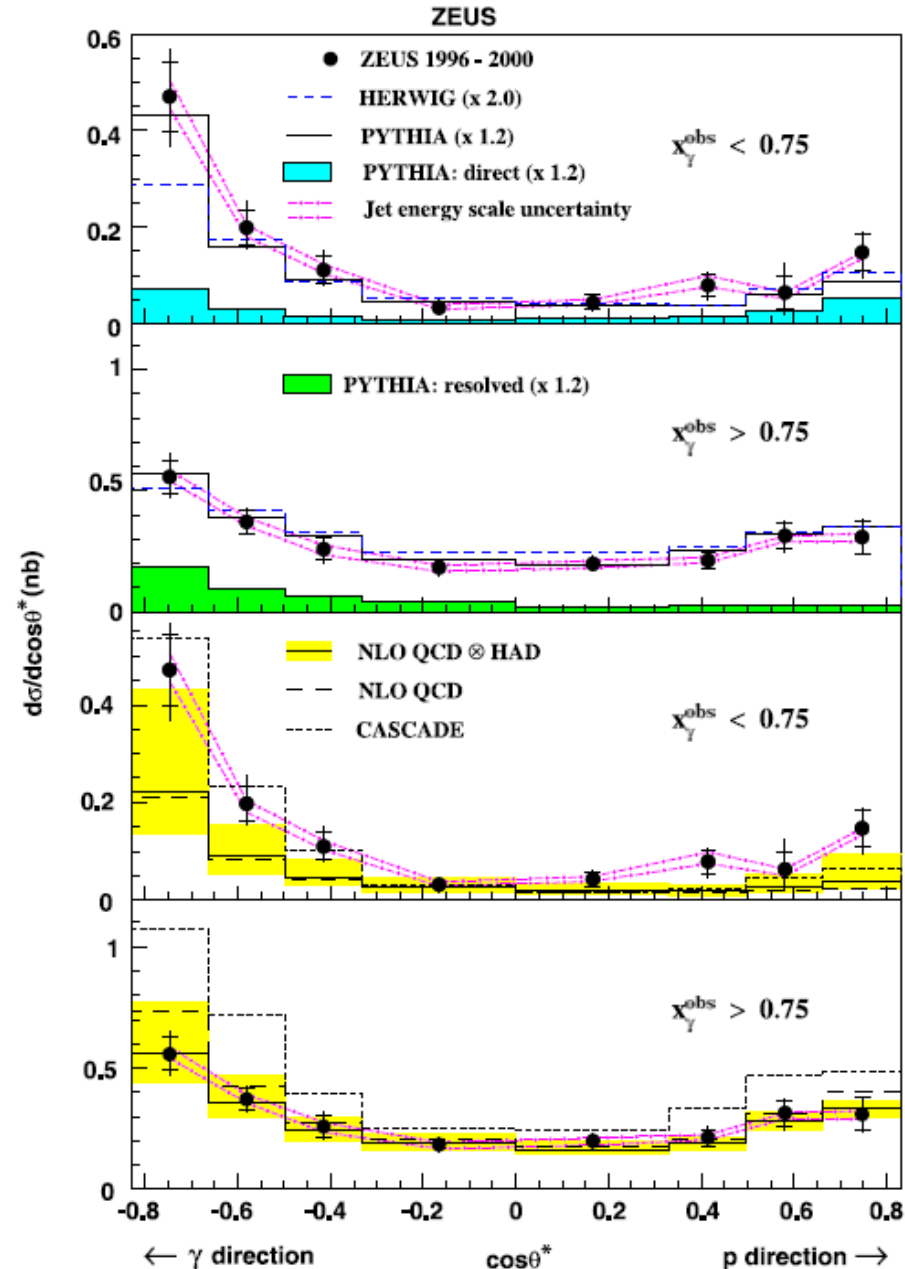 ZEUS
0.6
0.4
0.2
0
ZEUS 1996 - 2000
HERWIG (x 2.0)
PYTHIA (x 1.2)
PYTHIA: direct (x 1.2)
Jet energy scale uncertainty
x_γ^obs < 0.75
1
0.5
0
PYTHIA: resolved (x 1.2)
x_γ^obs > 0.75
dσ/dcosθ* (nb)
0.4
0.2
0
NLO QCD ⊗ HAD
NLO QCD
CASCADE
x_γ^obs < 0.75
1
0.5
0
x_γ^obs > 0.75
-0.8 -0.6 -0.4 -0.2 0 0.2 0.4 0.6 0.8
← γ direction cosθ* p direction →